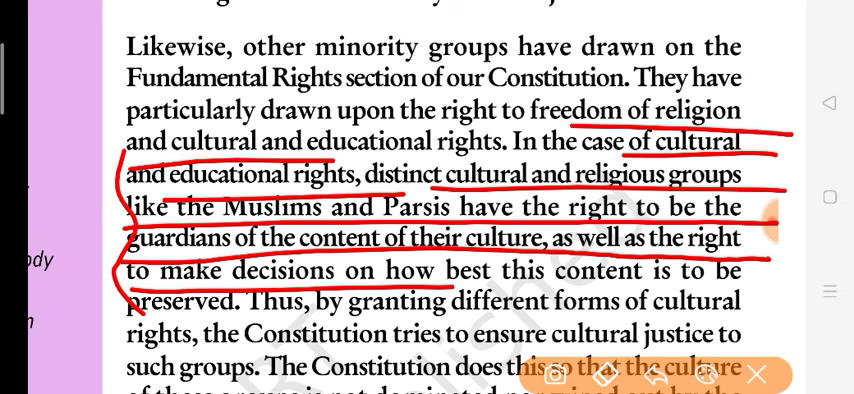 Likewise, other minority groups have drawn on the
Fundamental Rights section of our Constitution. They have
particularly drawn upon the right to freedom of religion
and cultural and educational rights. In the case of cultural
and educational rights, distinct cultural and religious groups
like the Muslims and Parsis have the right to be the
guardians of the content of their culture, as well as the right
ody
to make decisions on how best this content is to be
preserved. Thus, by granting different forms of cultural
rights, the Constitution tries to ensure cultural justice to
such groups. The Constitution does this so that the culture